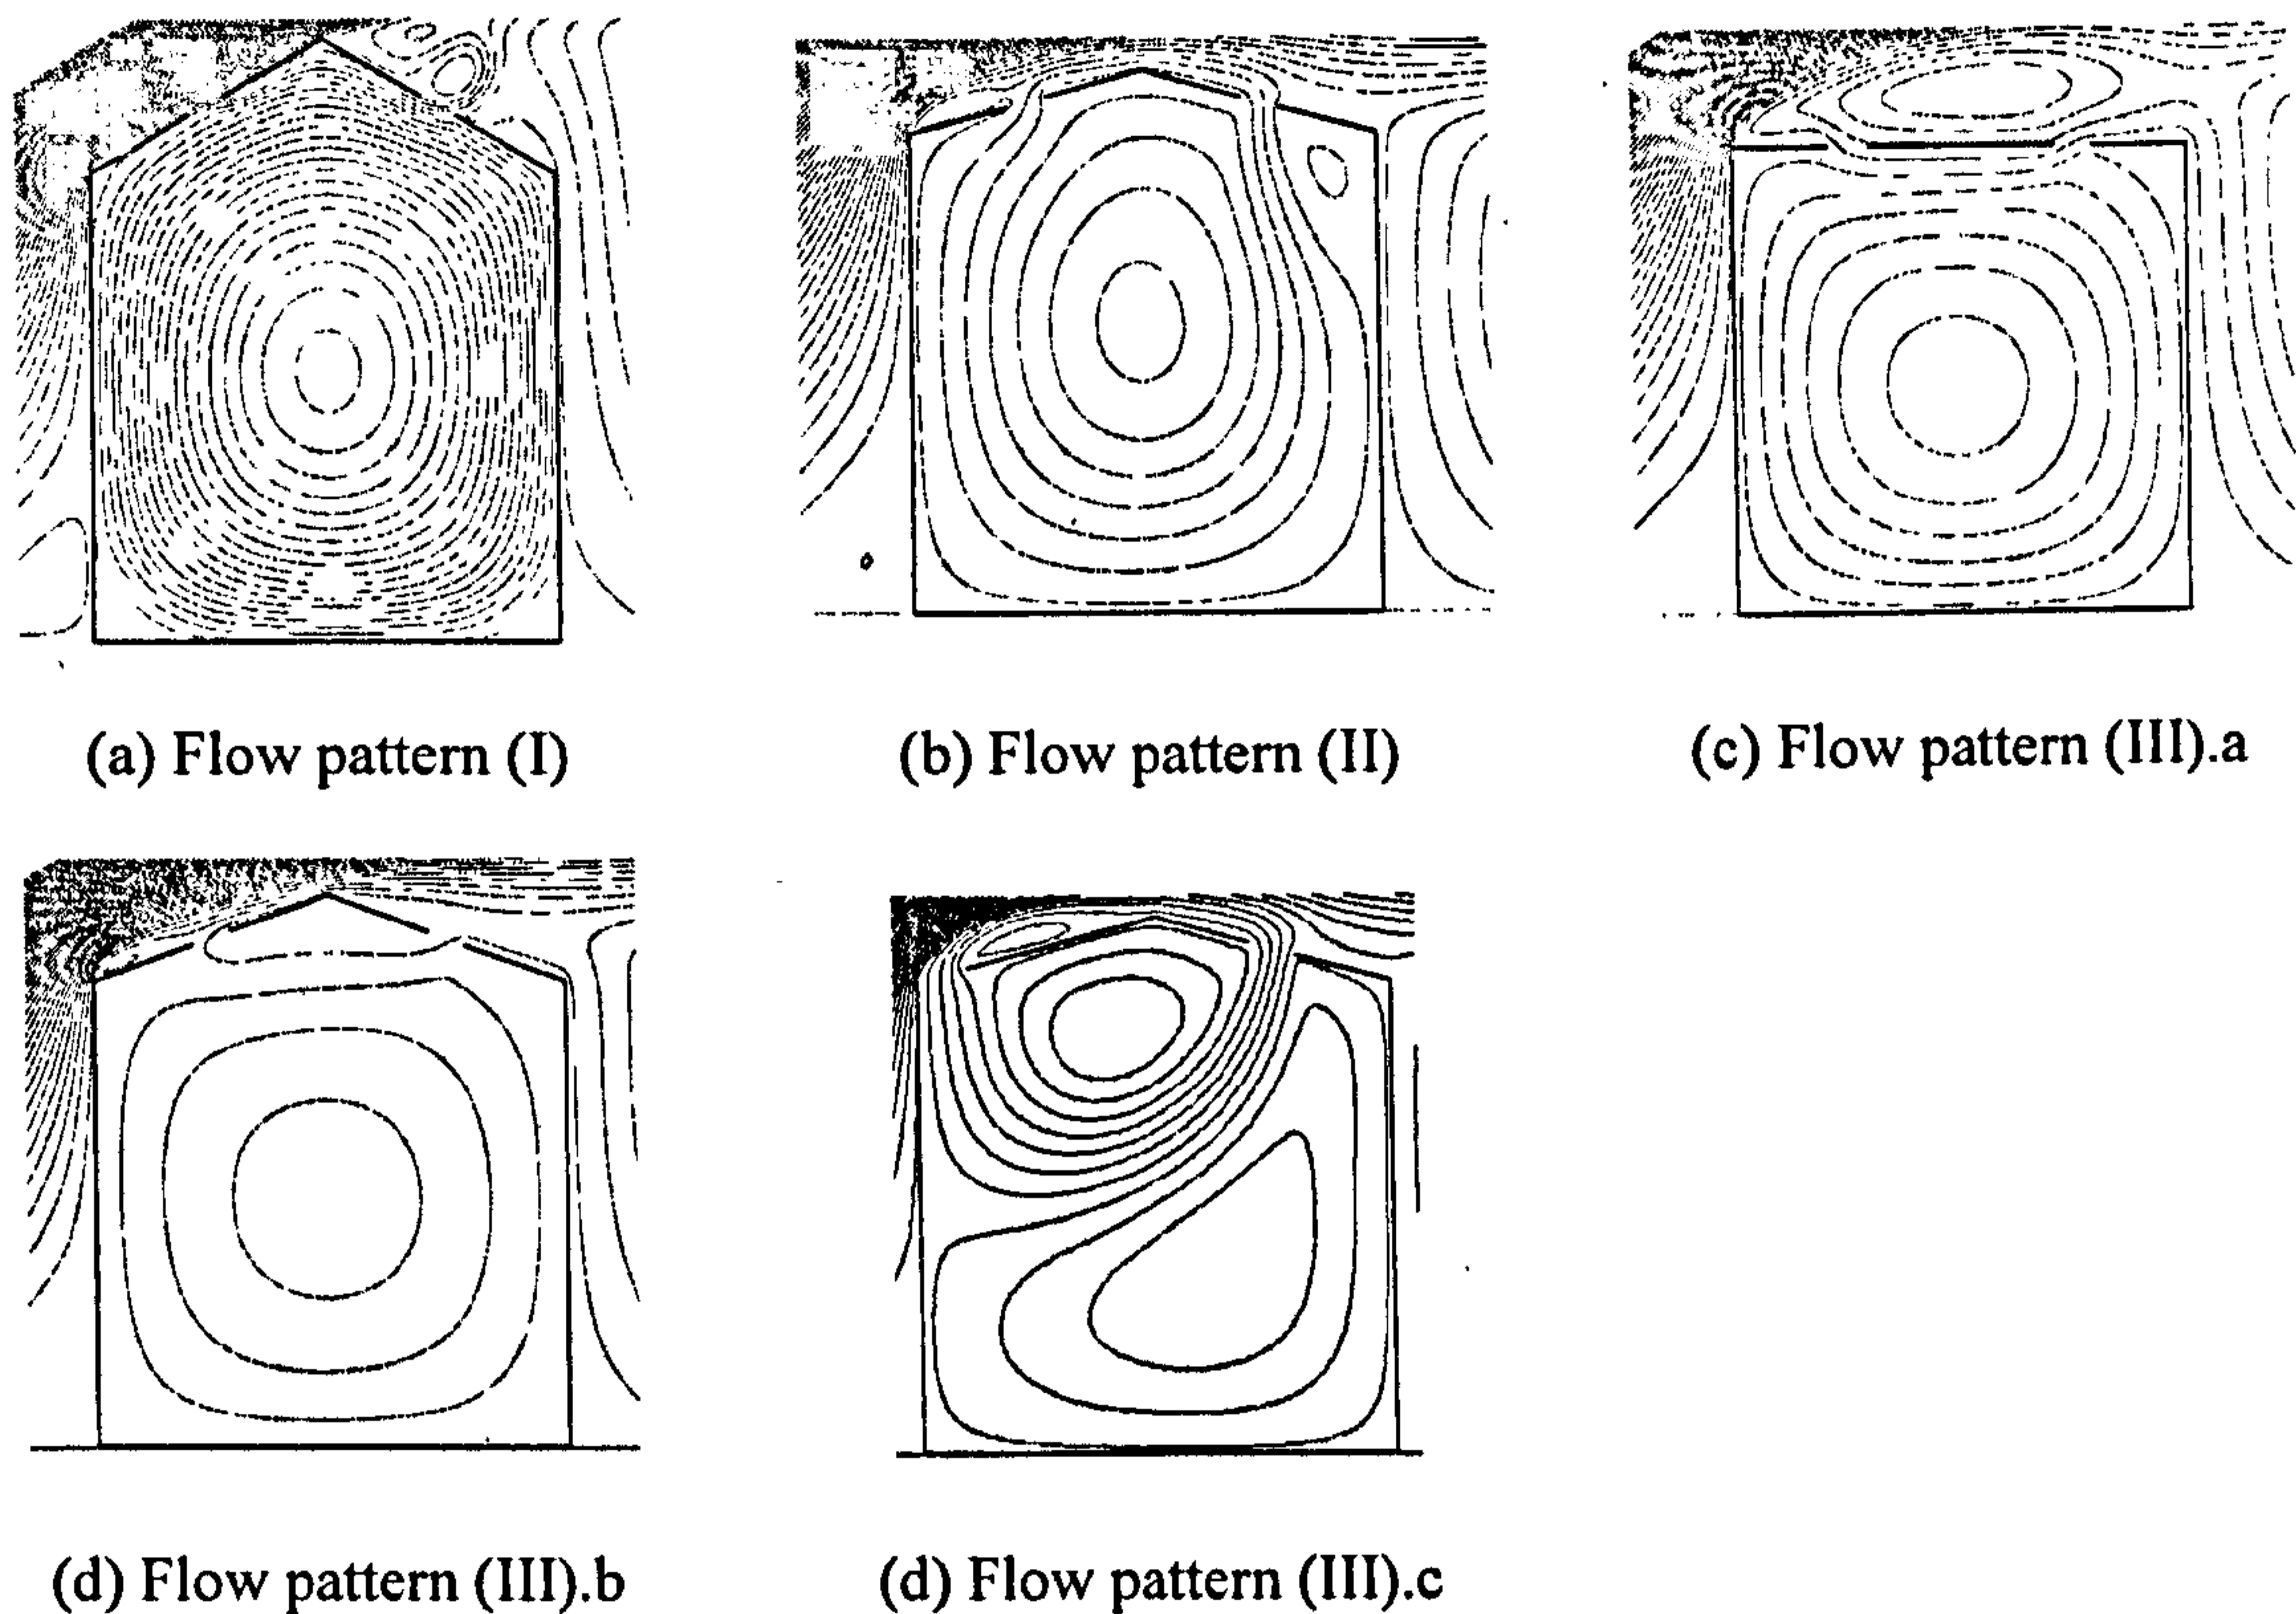 (a) Flow pattern (I)
(b) Flow pattern (II)
(c) Flow pattern (III).a
(d) Flow pattern (III).b
(d) Flow pattern (III).c